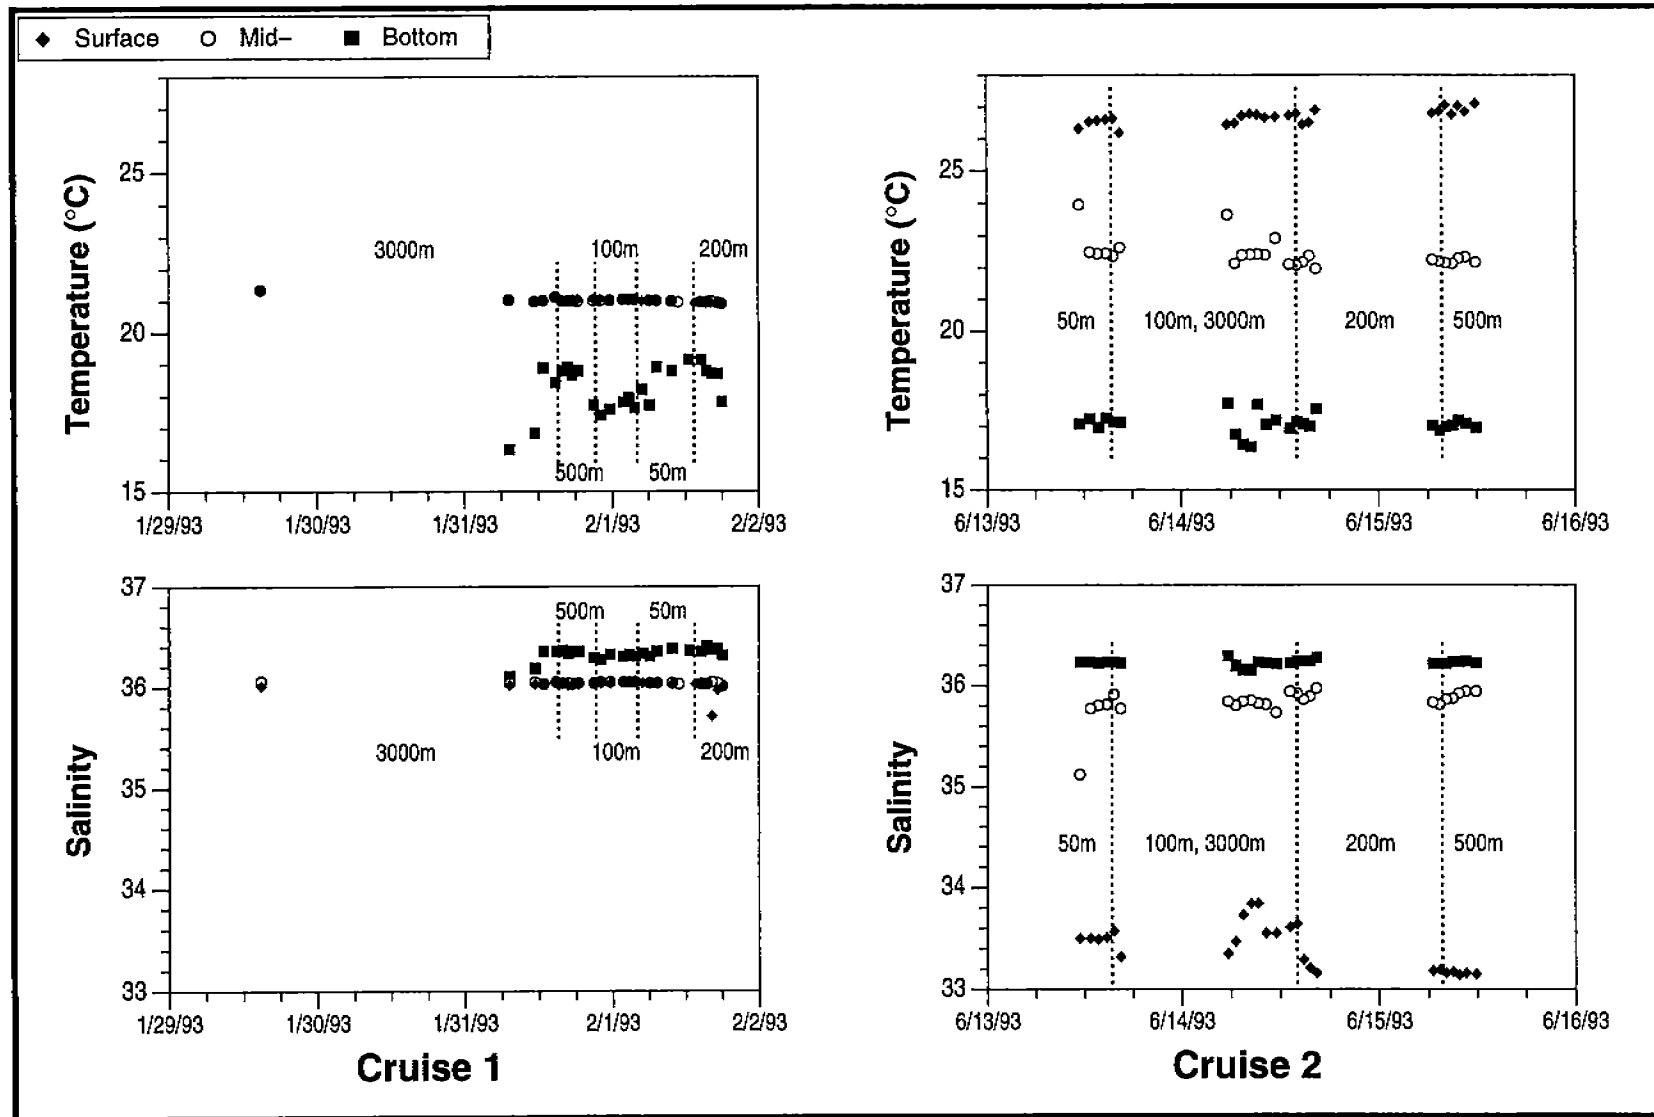 Surface Mid– Bottom
Temperature (°C)
25
20
15
3000m 100m 200m
500m 50m
1/29/93 1/30/93 1/31/93 2/1/93 2/2/93
Temperature (°C)
25
20
15
50m 100m, 3000m 200m 500m
6/13/93 6/14/93 6/15/93 6/16/93
Salinity
37
36
35
34
33
500m 50m
3000m 100m 200m
1/29/93 1/30/93 1/31/93 2/1/93 2/2/93
Cruise 1
Salinity
37
36
35
34
33
50m 100m, 3000m 200m 500m
6/13/93 6/14/93 6/15/93 6/16/93
Cruise 2